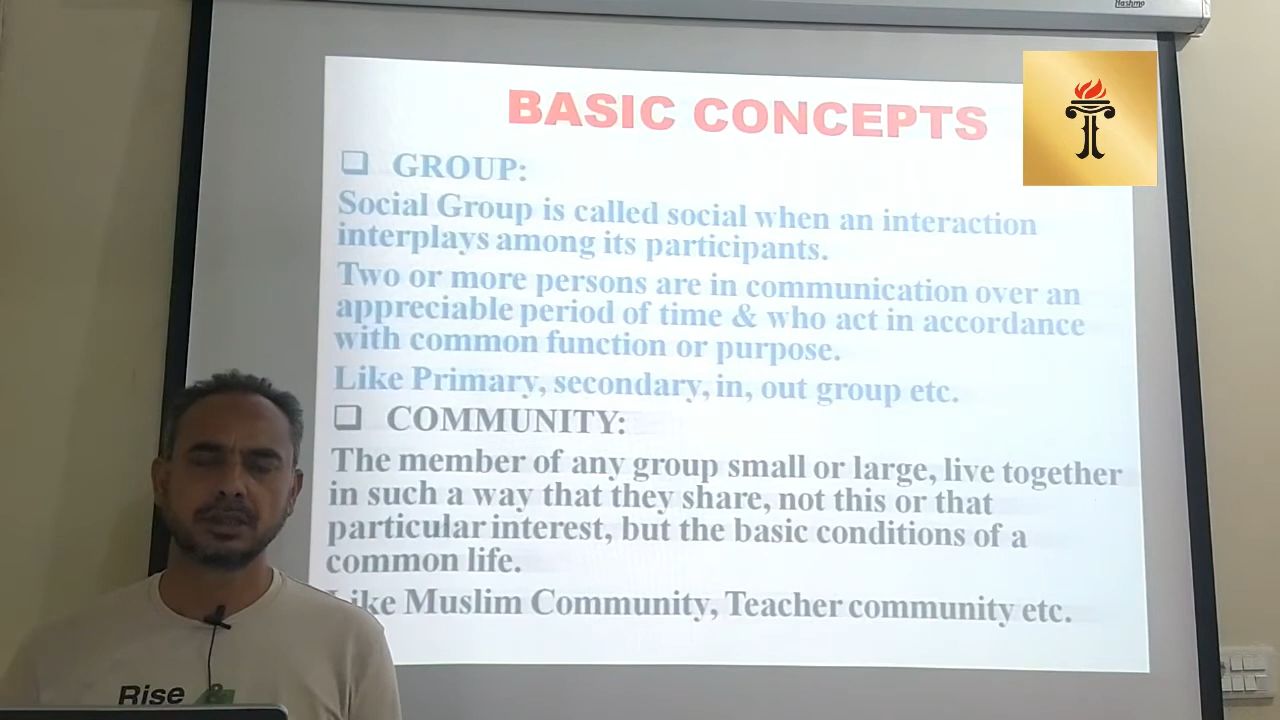 Hashmo
BASIC CONCEPTS
❑ GROUP:
Social Group is called social when an interaction
interplays among its participants.
Two or more persons are in communication over an
appreciable period of time & who act in accordance
with common function or purpose.
Like Primary, secondary, in, out group etc.
❑ COMMUNITY:
The member of any group small or large, live together
in such a way that they share, not this or that
particular interest, but the basic conditions of a
common life.
Like Muslim Community, Teacher community etc.
Rise &